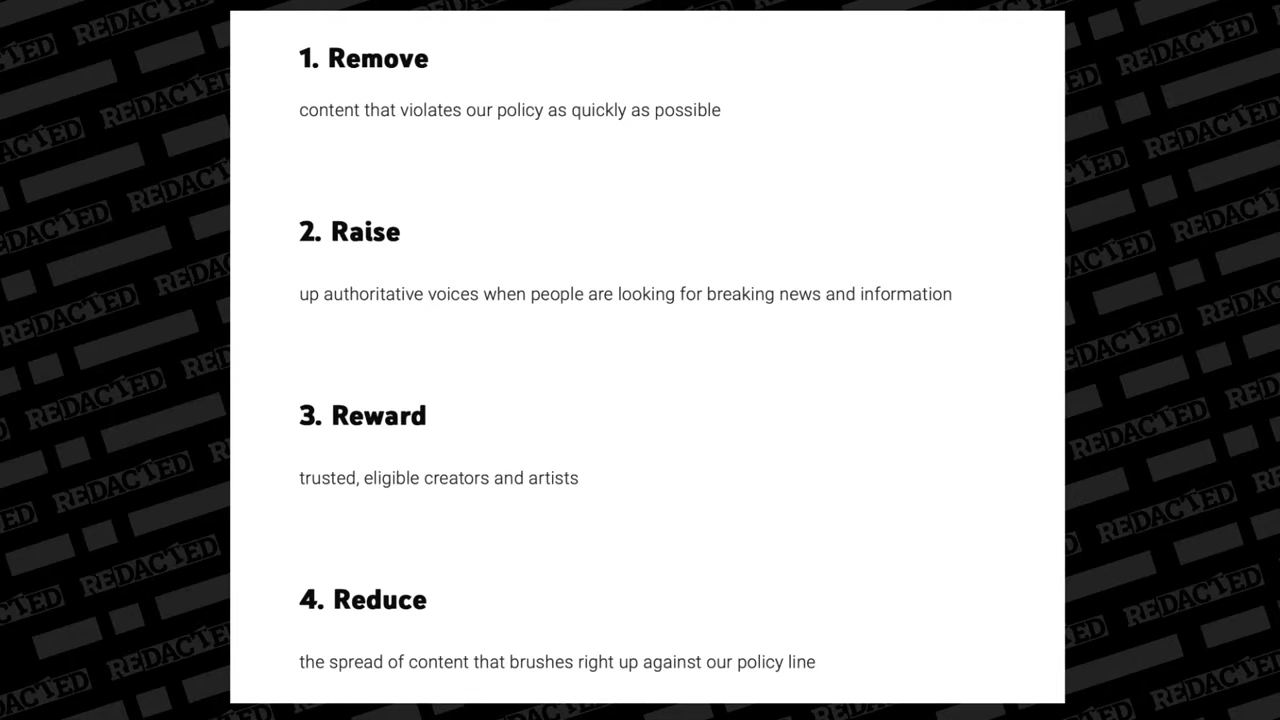 1. Remove
content that violates our policy as quickly as possible
2. Raise
up authoritative voices when people are looking for breaking news and information
3. Reward
trusted, eligible creators and artists
4. Reduce
the spread of content that brushes right up against our policy line
REDACTED